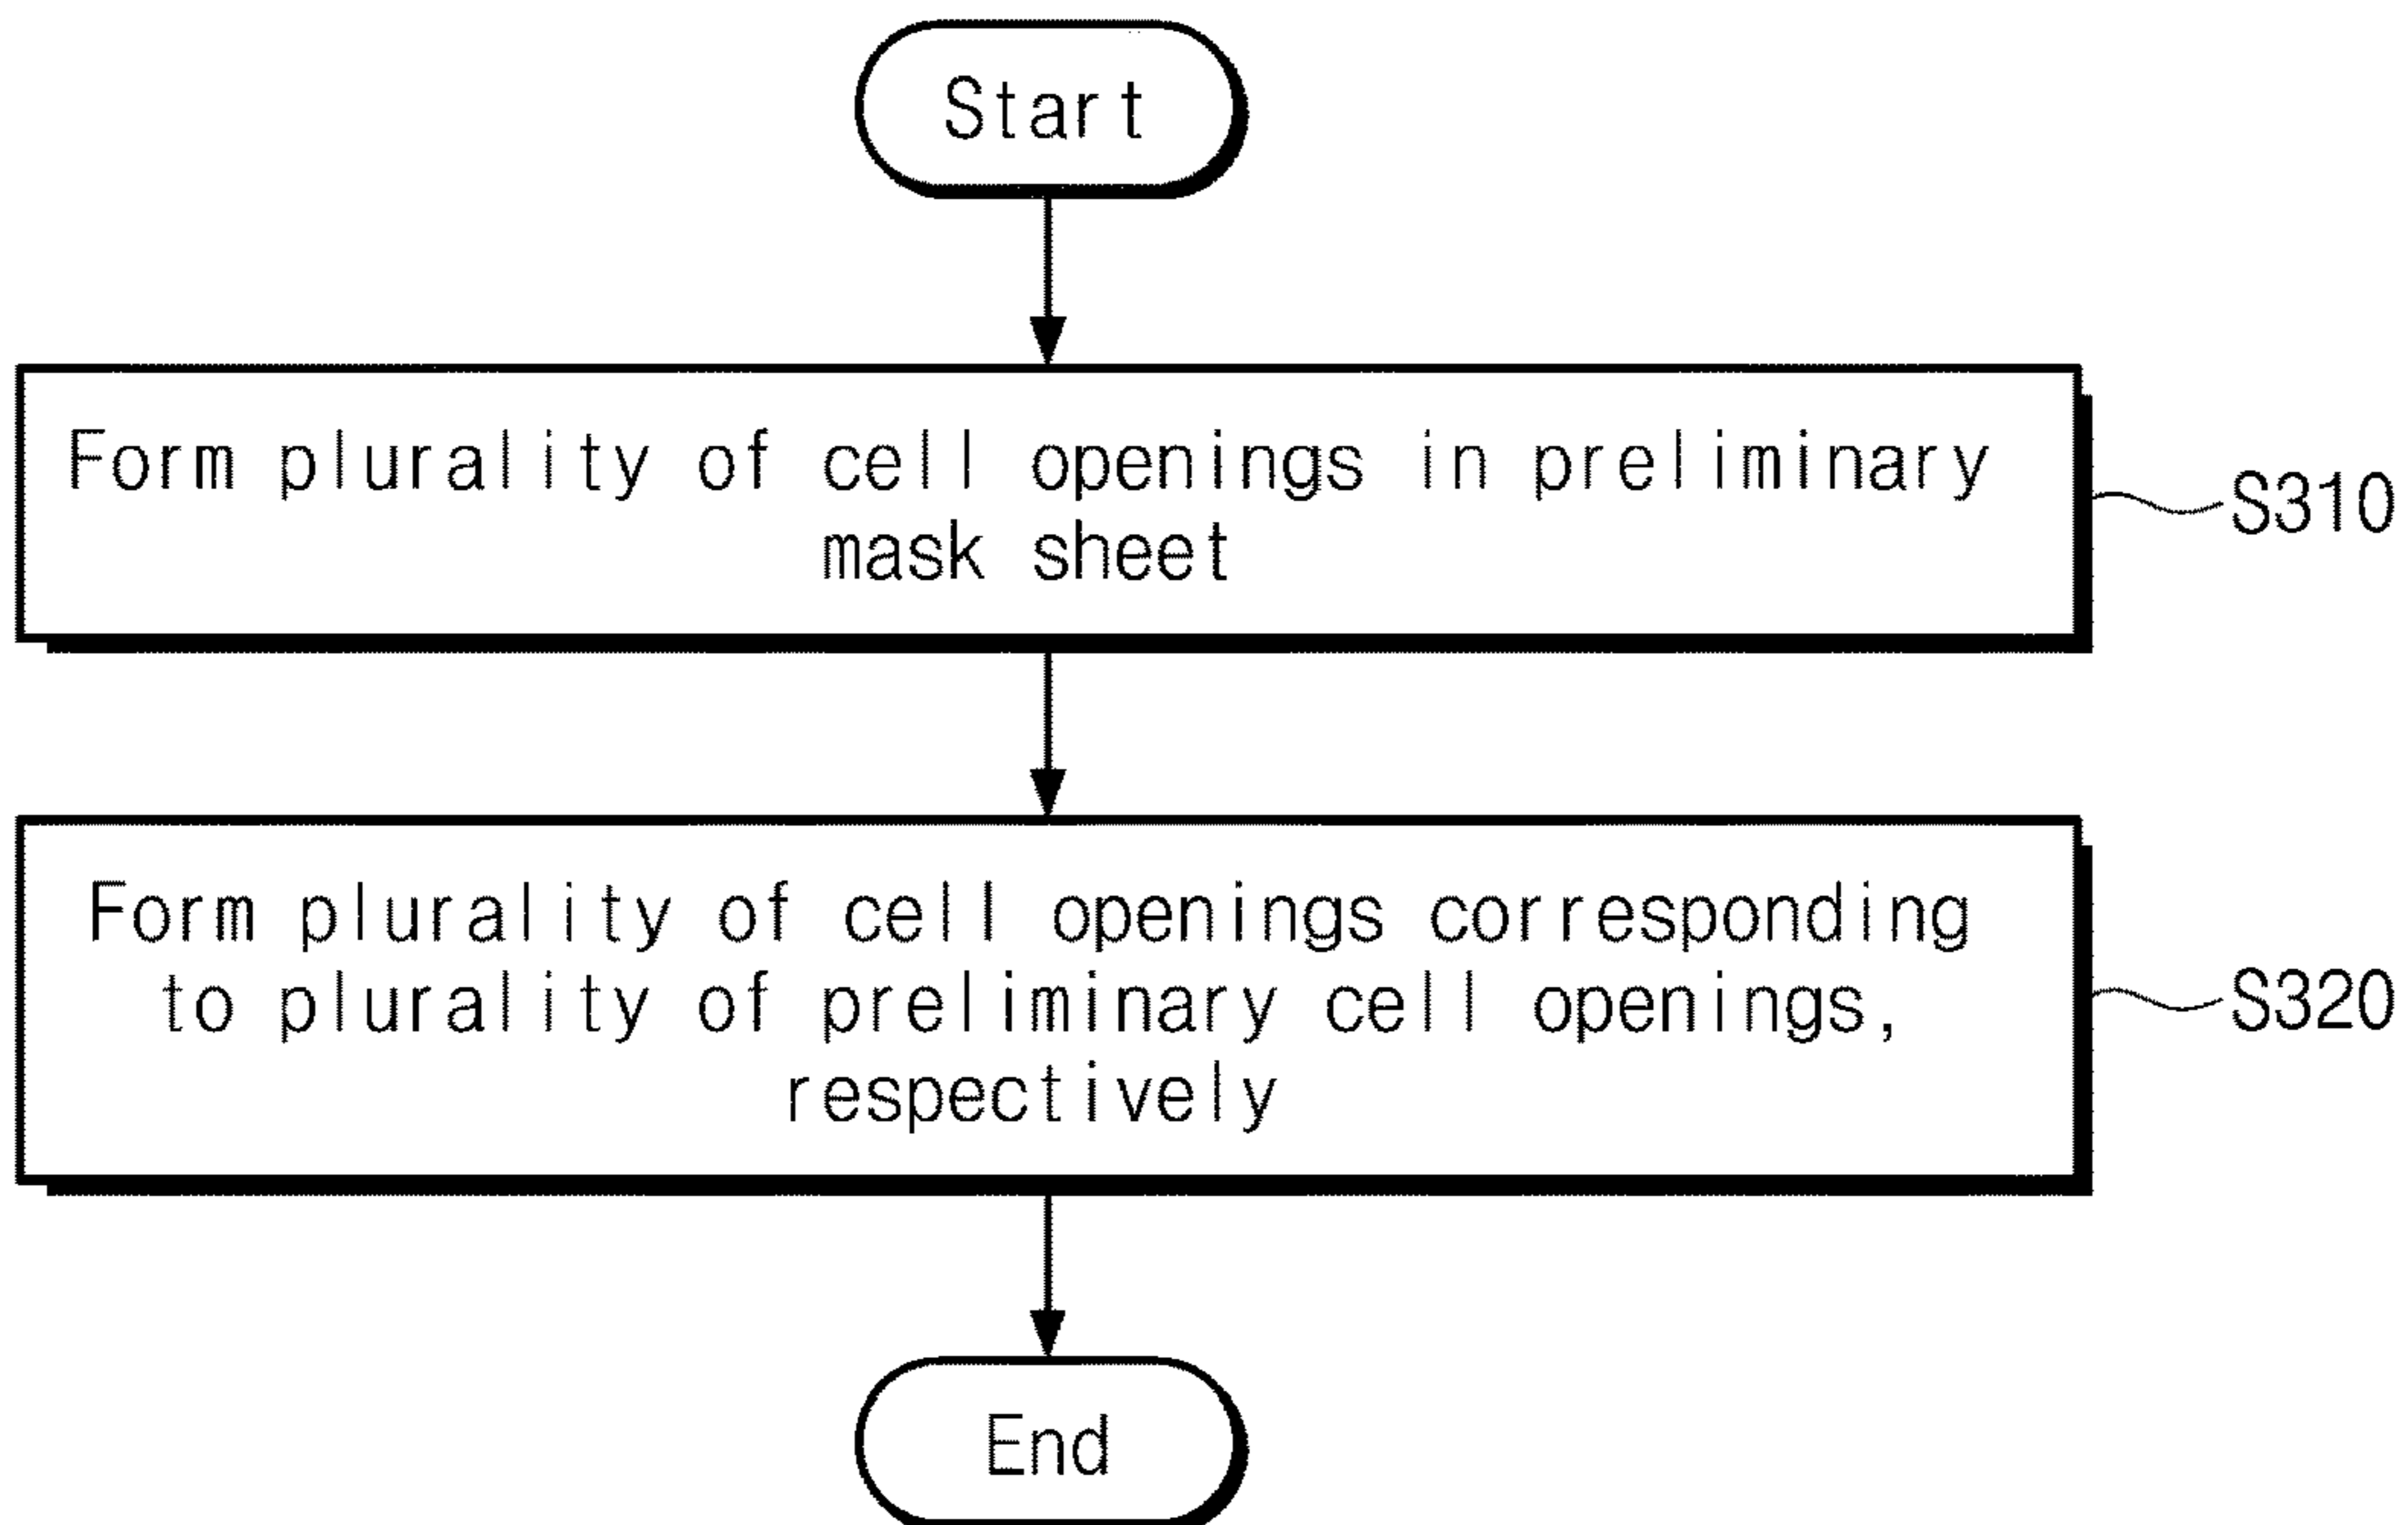 Start
Form plurality of cell openings in preliminary
mask sheet
S310
Form plurality of cell openings corresponding
to plurality of preliminary cell openings,
respectively
S320
End